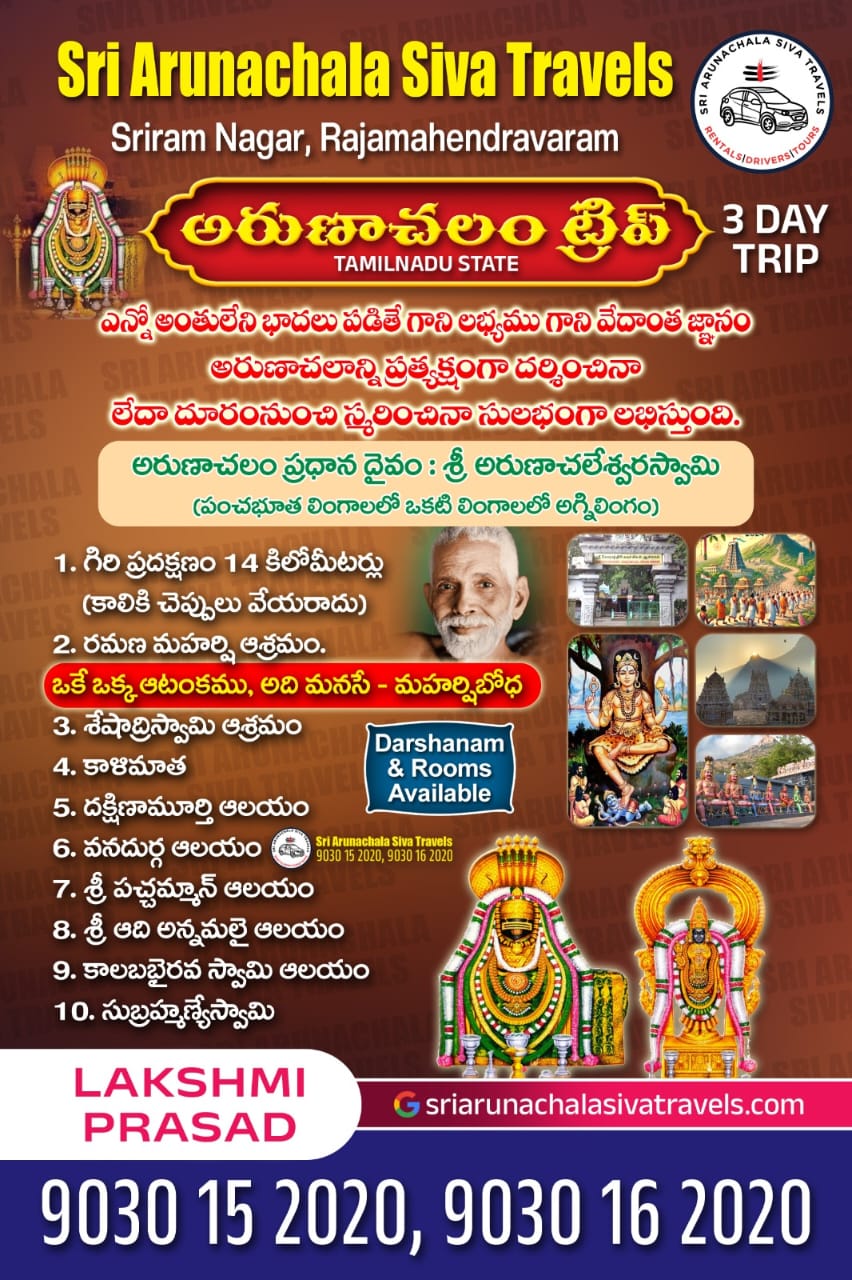 Sri Arunachala Siva Travels
Sriram Nagar, Rajamahendravaram
SRI ARUNACHALA SIVA TRAVELS
RENTALS|DRIVERS|TOURS
అరుణాచలం ట్రిప్
TAMILNADU STATE
3 DAY
TRIP
ఎన్నో అంతులేని భాదలు పడితే గాని లభ్యము గాని వేదాంత జ్ఞానం
అరుణాచలాన్ని ప్రత్యక్షంగా దర్శించినా
లేదా దూరంనుంచి స్మరించినా సులభంగా లభిస్తుంది.
అరుణాచలం ప్రధాన దైవం : శ్రీ అరుణాచలేశ్వరస్వామి
(పంచభూత లింగాలలో ఒకటి లింగాలలో అగ్నిలింగం)
1. గిరి ప్రదక్షణం 14 కిలోమీటర్లు
(కాలికి చెప్పులు వేయరాదు)
2. రమణ మహర్షి ఆశ్రమం.
ఒకే ఒక్క ఆటంకము, అది మనసే - మహర్షిబోధ
3. శేషాద్రిస్వామి ఆశ్రమం
4. కాళిమాత
5. దక్షిణామూర్తి ఆలయం
6. వనదుర్గ ఆలయం
7. శ్రీ పచ్చమ్మాన్ ఆలయం
8. శ్రీ ఆది అన్నమలై ఆలయం
9. కాలబభైరవ స్వామి ఆలయం
10. సుబ్రహ్మణ్యేస్వామి
Darshanam
& Rooms
Available
Sri Arunachala Siva Travels
9030 15 2020, 9030 16 2020
LAKSHMI
PRASAD
sriarunachalasivatravels.com
9030 15 2020, 9030 16 2020